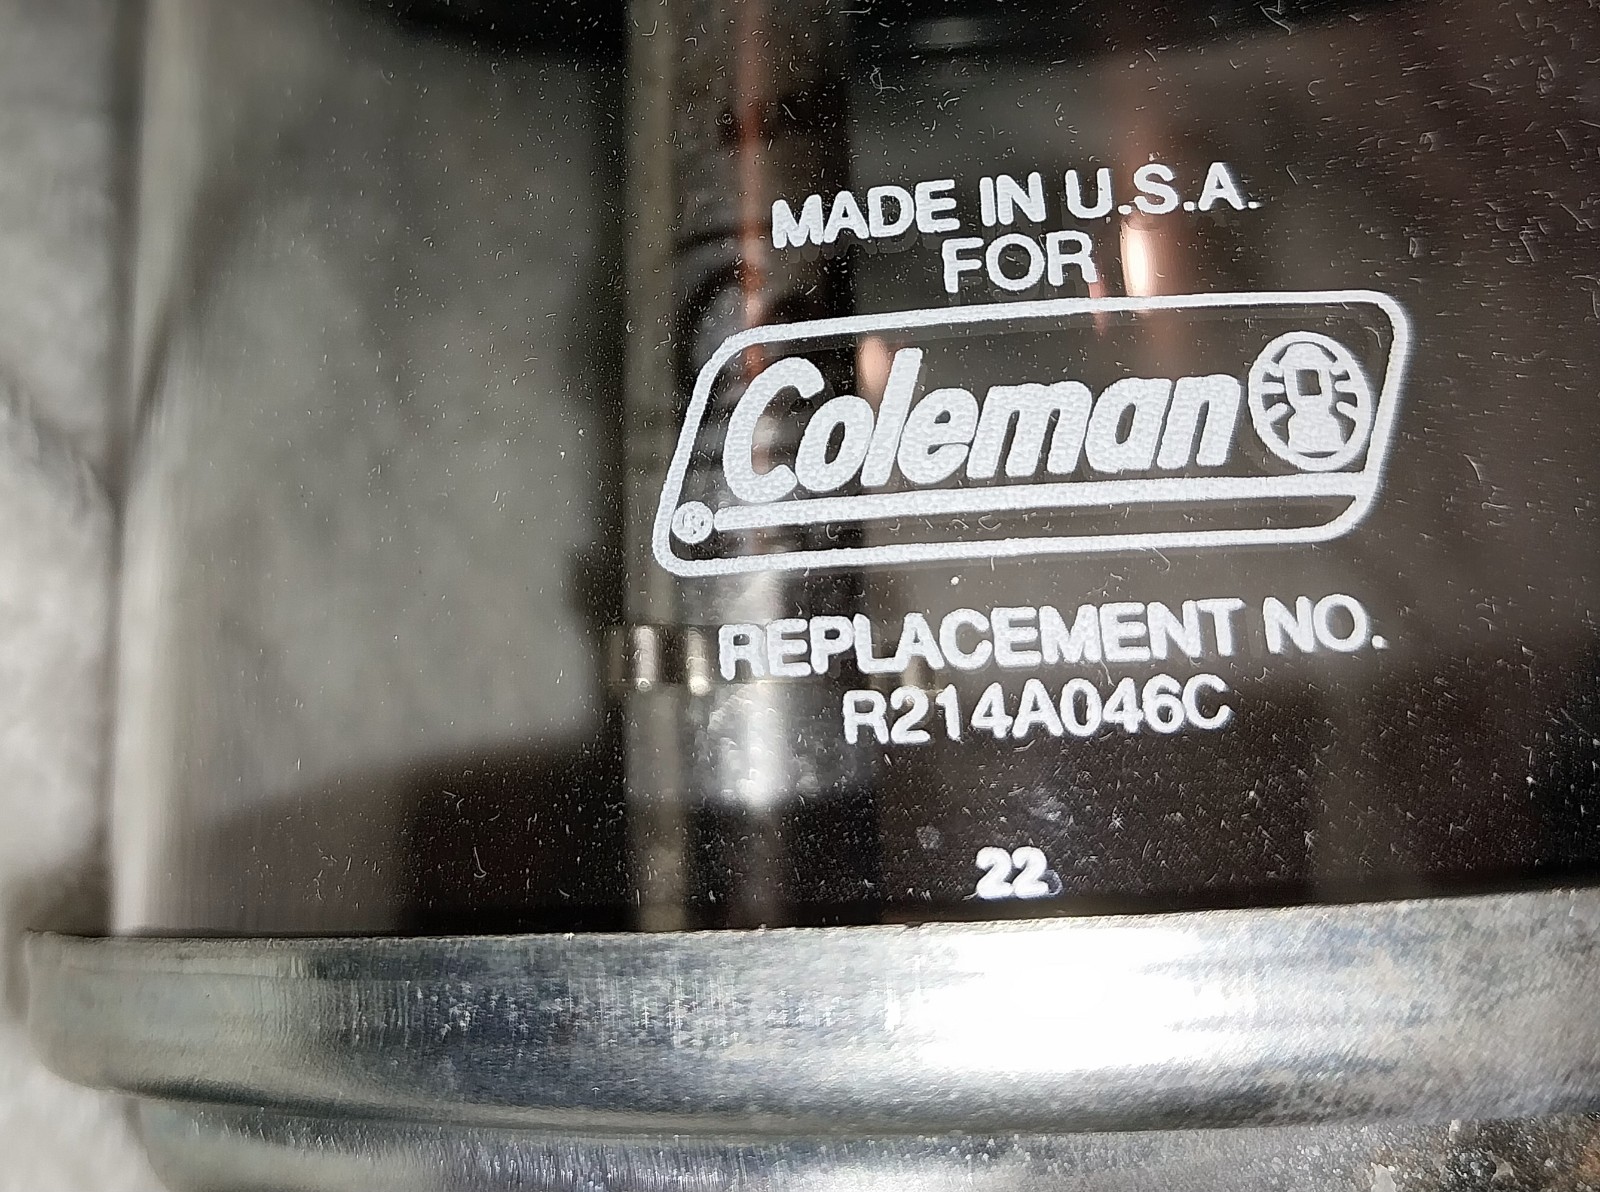 MADE IN U.S.A.
FOR
Coleman
®
REPLACEMENT NO.
R214A046C
22